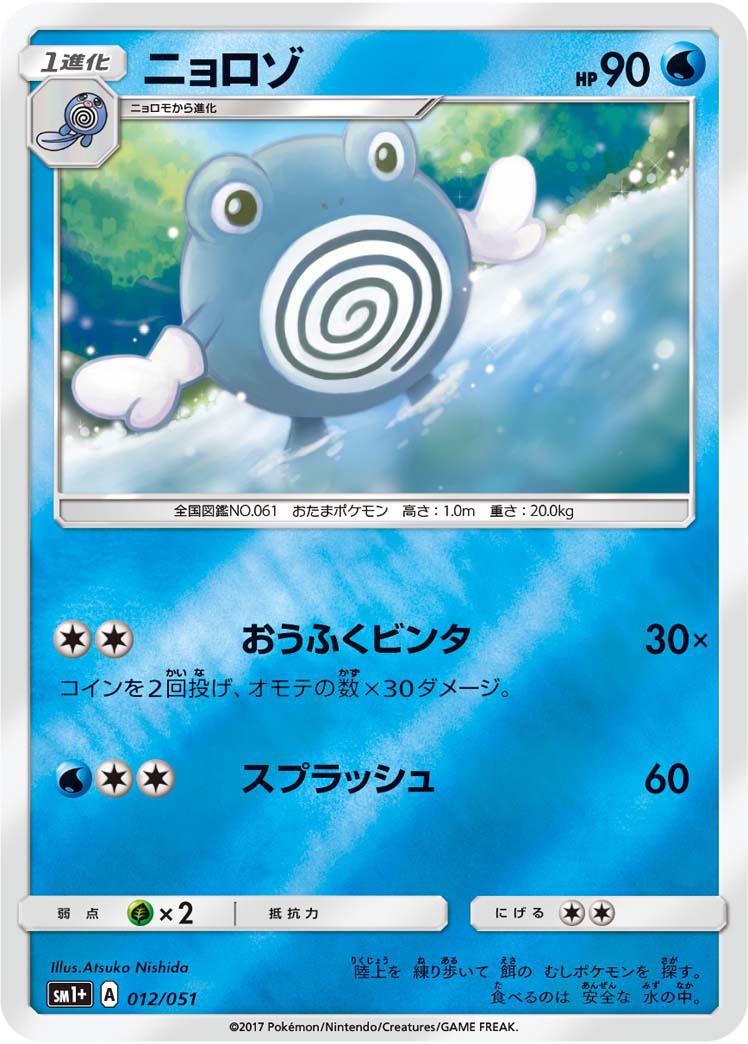 1進化 ニョロゾ HP 90
ニョロモから進化
全国図鑑NO.061 おたまポケモン 高さ：1.0m 重さ：20.0kg
おうふくビンタ 30×
コインを2回投げ、オモテの数×30ダメージ。
スプラッシュ 60
弱点 ×2 抵抗力 にげる
Illus.Atsuko Nishida
陸上を 練り歩いて 餌の むしポケモンを 探す。
食べるのは 安全な 水の中。
SM1+ A 012/051
©2017 Pokémon/Nintendo/Creatures/GAME FREAK.